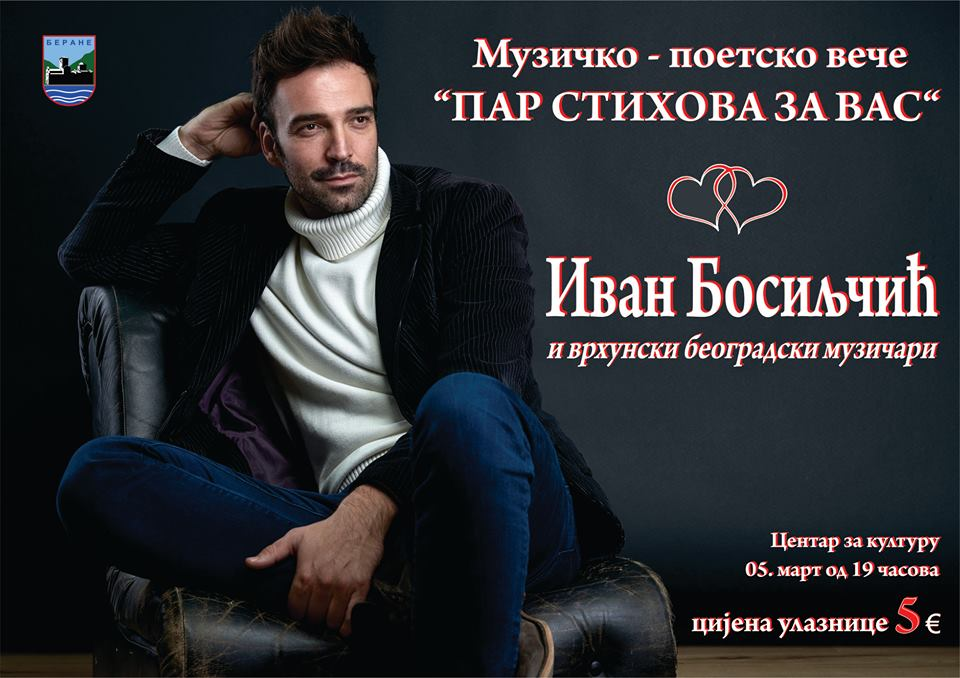 БЕРАНЕ
Музичко - поетско вече
“ПАР СТИХОВА ЗА ВАС“
Иван Босиљчић
и врхунски београдски музичари
Центар за културу
05. март од 19 часова
цијена улазнице 5 €